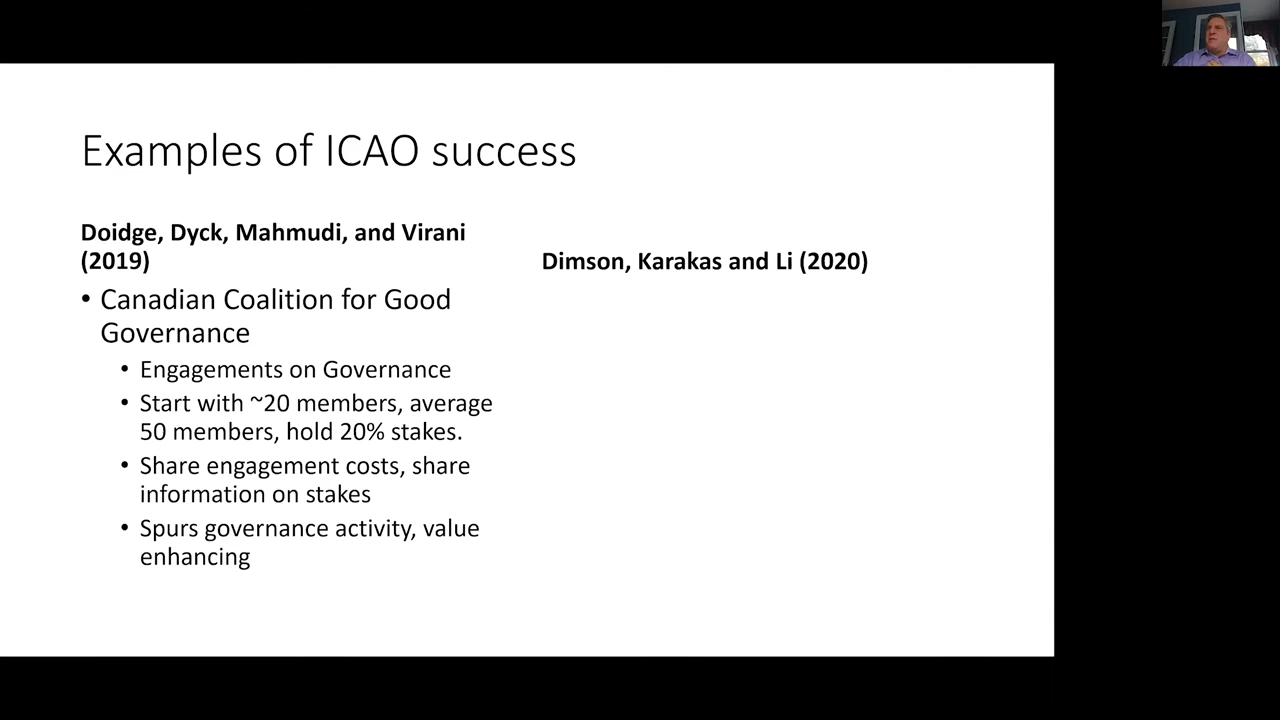 Examples of ICAO success
Doidge, Dyck, Mahmudi, and Virani
(2019)
• Canadian Coalition for Good
Governance
• Engagements on Governance
• Start with ~20 members, average
50 members, hold 20% stakes.
• Share engagement costs, share
information on stakes
• Spurs governance activity, value
enhancing
Dimson, Karakas and Li (2020)